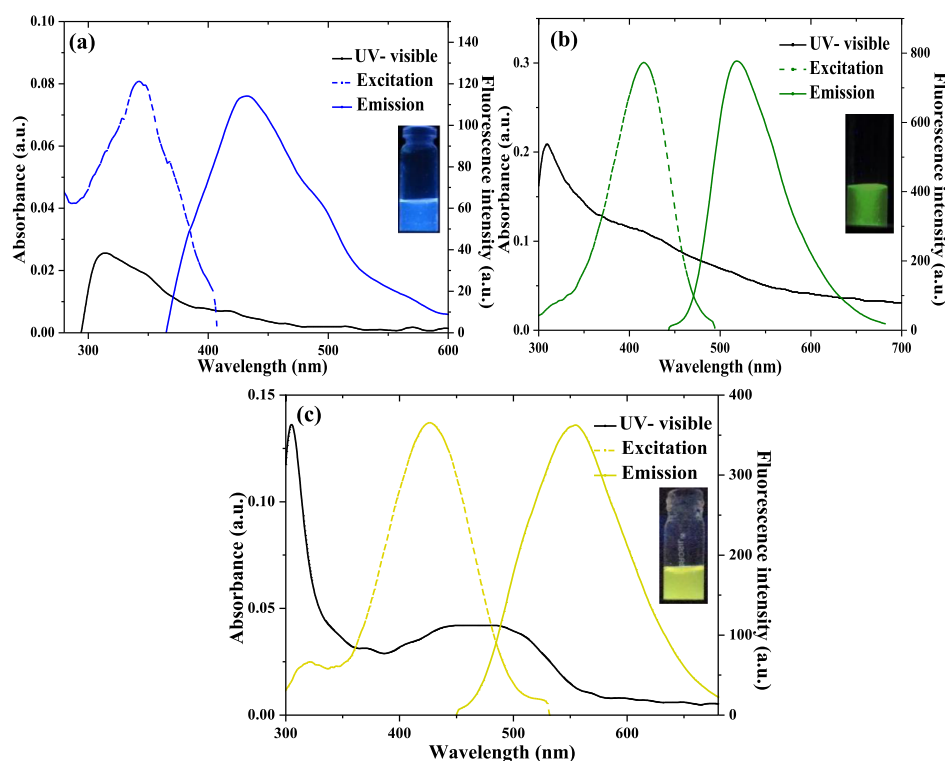 (a)
UV- visible
Excitation
Emission
Absorbance (a.u.)
0.10
0.08
0.06
0.04
0.02
0.00
300
400
500
600
Wavelength (nm)
140
120
100
80
60
40
20
0
Fluorescence intensity (a.u.)
(b)
UV- visible
Excitation
Emission
Absorbance (a.u.)
0.3
0.2
0.1
0.0
300
400
500
600
700
Wavelength (nm)
800
600
400
200
0
Fluorescence intensity (a.u.)
(c)
UV- visible
Excitation
Emission
Absorbance (a.u.)
0.15
0.10
0.05
0.00
300
400
500
600
Wavelength (nm)
400
300
200
100
0
Fluorescence intensity (a.u.)